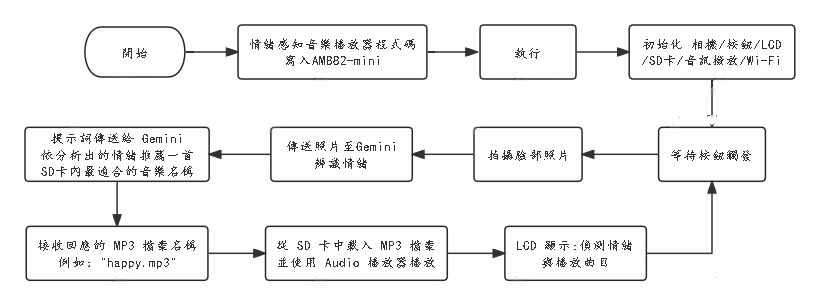 開始
情緒感知音樂播放器程式碼
寫入AMB82-mini
執行
初始化 相機/按鈕/LCD
/SD卡/音訊撥放/Wi-Fi
等待按鈕觸發
拍攝臉部照片
傳送照片至Gemini
辨識情緒
提示詞傳送給 Gemini
依分析出的情緒推薦一首
SD卡內最適合的音樂名稱
接收回應的 MP3 檔案名稱
例如："happy.mp3"
從 SD 卡中載入 MP3 檔案
並使用 Audio 播放器播放
LCD 顯示：偵測情緒
與播放曲目